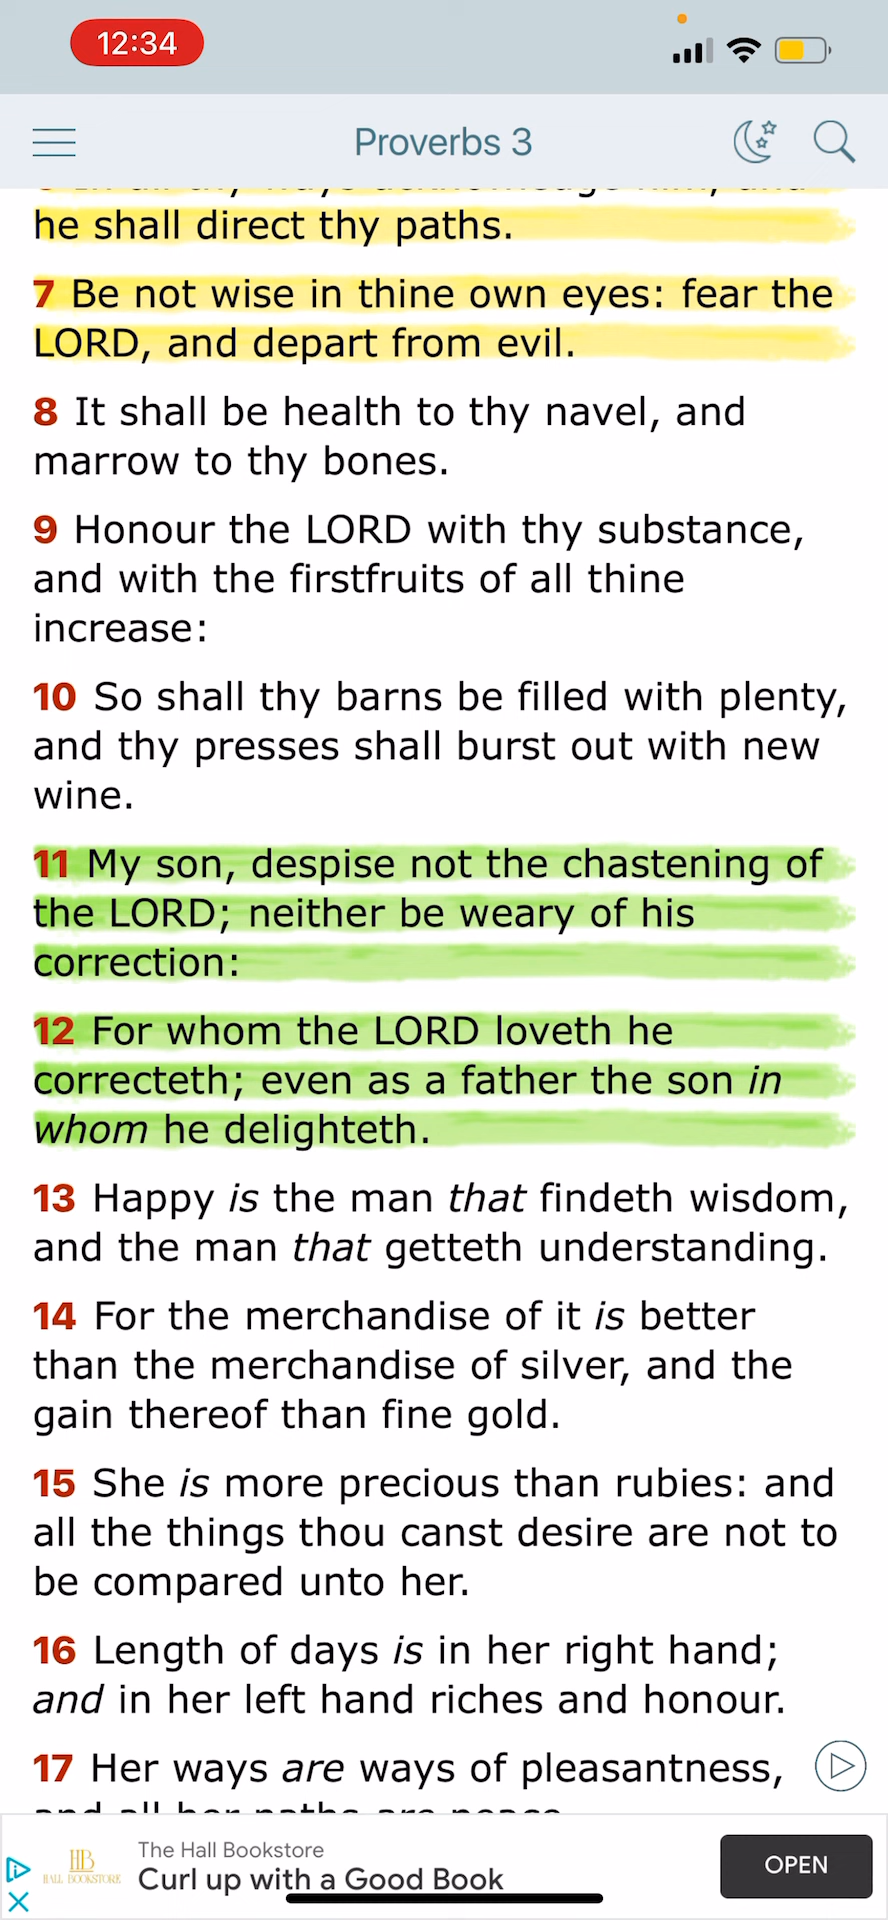 12:34
Proverbs 3
he shall direct thy paths.
7 Be not wise in thine own eyes: fear the
LORD, and depart from evil.
8 It shall be health to thy navel, and
marrow to thy bones.
9 Honour the LORD with thy substance,
and with the firstfruits of all thine
increase:
10 So shall thy barns be filled with plenty,
and thy presses shall burst out with new
wine.
11 My son, despise not the chastening of
the LORD; neither be weary of his
correction:
12 For whom the LORD loveth he
correcteth; even as a father the son in
whom he delighteth.
13 Happy is the man that findeth wisdom,
and the man that getteth understanding.
14 For the merchandise of it is better
than the merchandise of silver, and the
gain thereof than fine gold.
15 She is more precious than rubies: and
all the things thou canst desire are not to
be compared unto her.
16 Length of days is in her right hand;
and in her left hand riches and honour.
17 Her ways are ways of pleasantness,
and all her paths are peace
HB
HALL BOOKSTORE
The Hall Bookstore
Curl up with a Good Book
OPEN